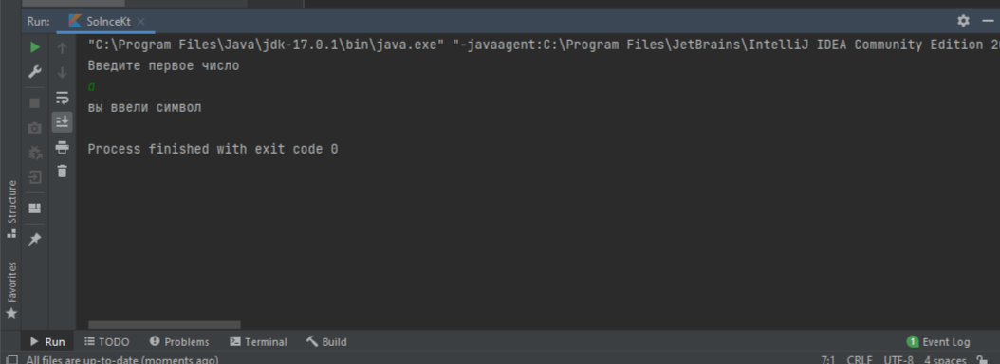 Run: SolnceKt
"C:\Program Files\Java\jdk-17.0.1\bin\java.exe" "-javaagent:C:\Program Files\JetBrains\IntelliJ IDEA Community Edition 20
Введите первое число
а
вы ввели символ
Process finished with exit code 0
Structure
Favorites
Run TODO Problems Terminal Build 1 Event Log
All files are up-to-date (moments ago) 7:1 CRLF UTF-8 4 spaces